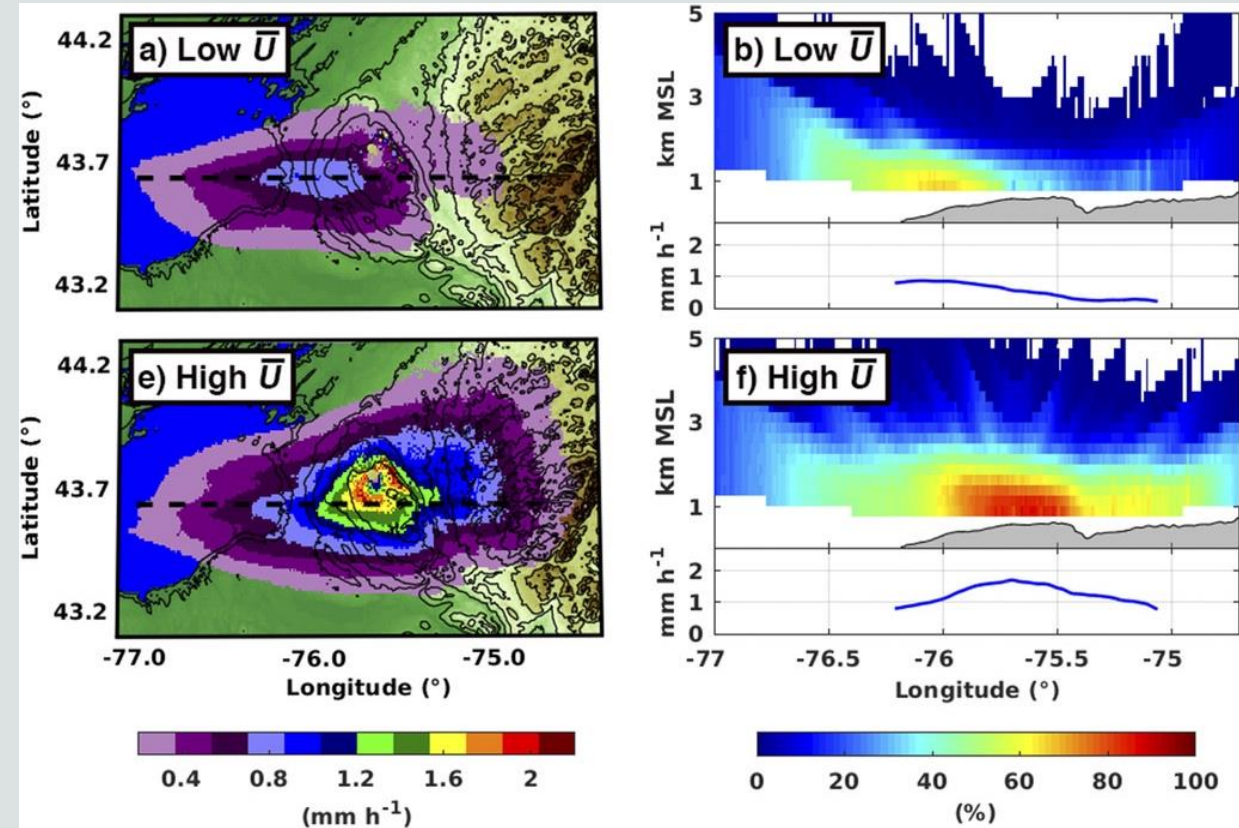 a) Low U̅
44.2
43.7
43.2
Latitude (°)
b) Low U̅
5
3
1
km MSL
2
1
0
mm h-1
e) High U̅
44.2
43.7
43.2
Latitude (°)
-77.0 -76.0 -75.0
Longitude (°)
f) High U̅
5
3
1
km MSL
2
1
0
mm h-1
-77 -76.5 -76 -75.5 -75
Longitude (°)
0.4 0.8 1.2 1.6 2
(mm h-1)
0 20 40 60 80 100
(%)